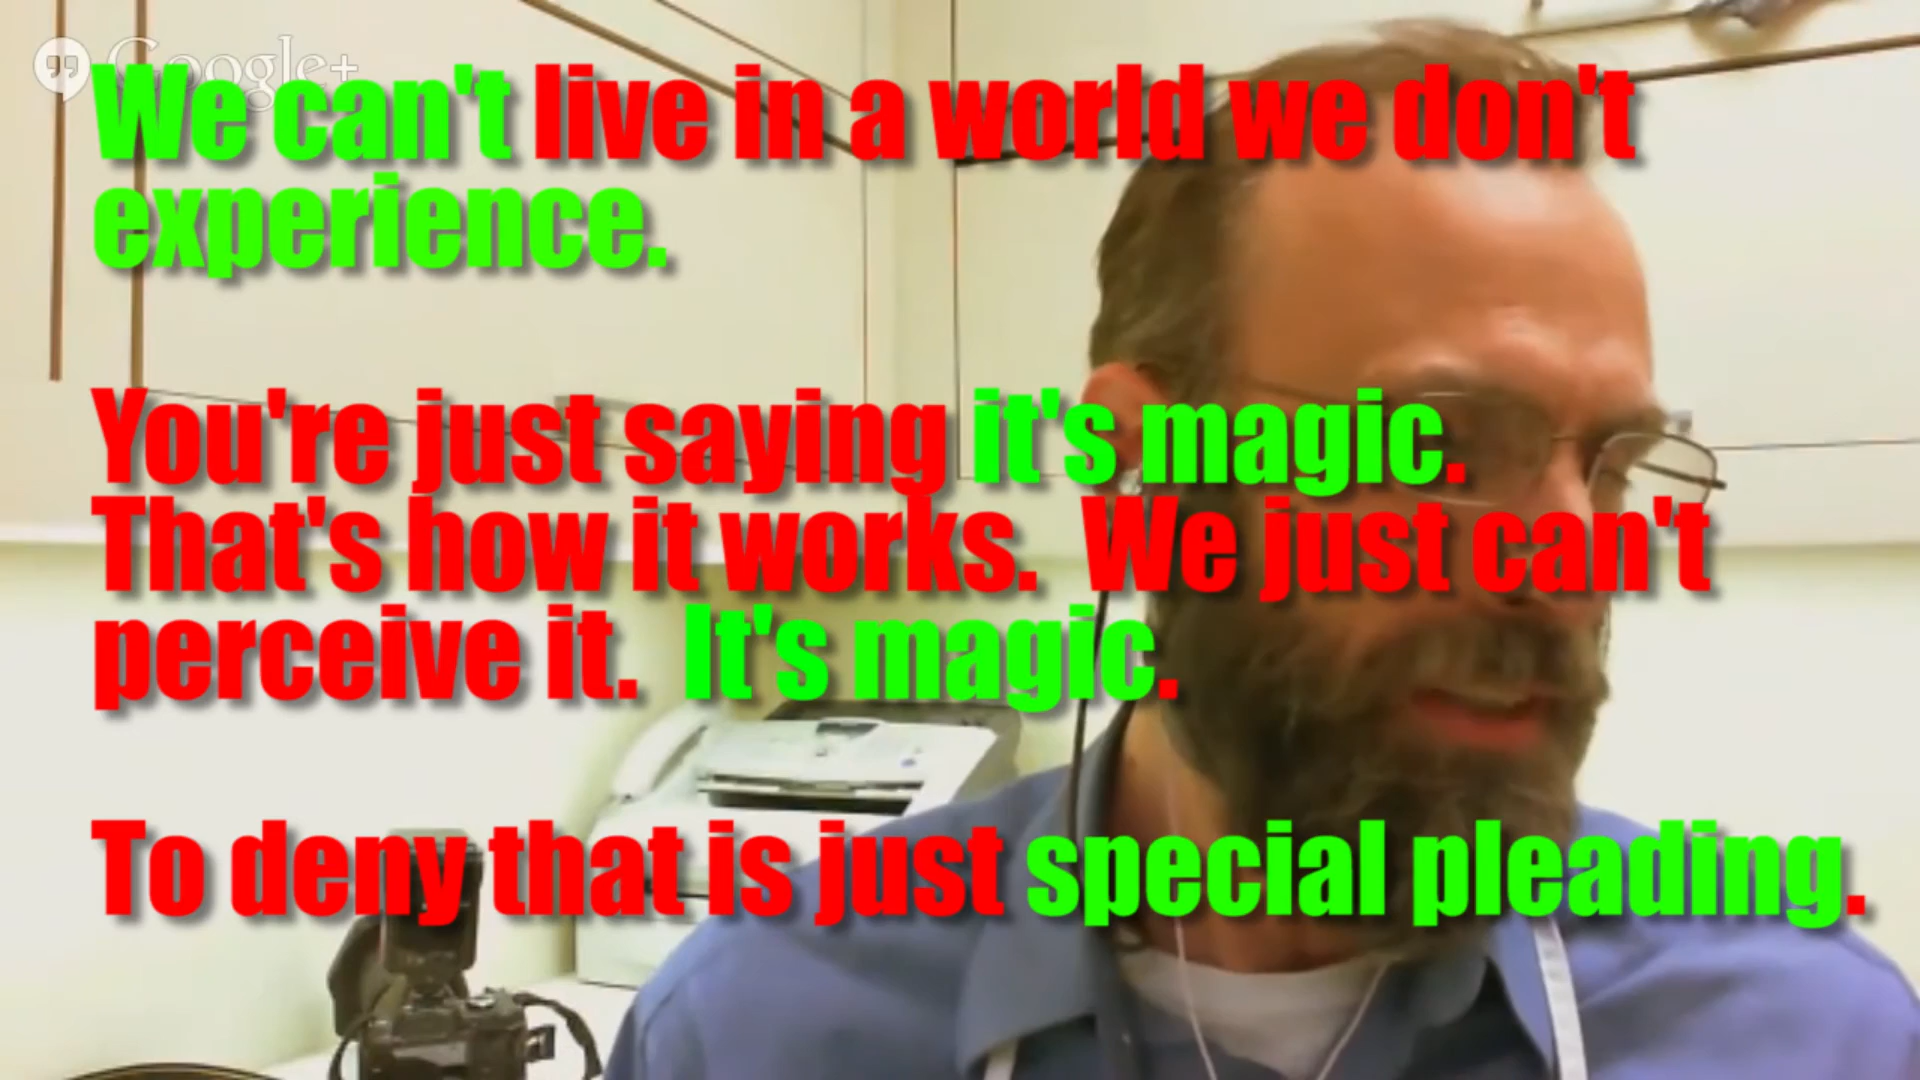 Google+
We can't live in a world we don't
experience.
You're just saying it's magic.
That's how it works. We just can't
perceive it. It's magic.
To deny that is just special pleading.